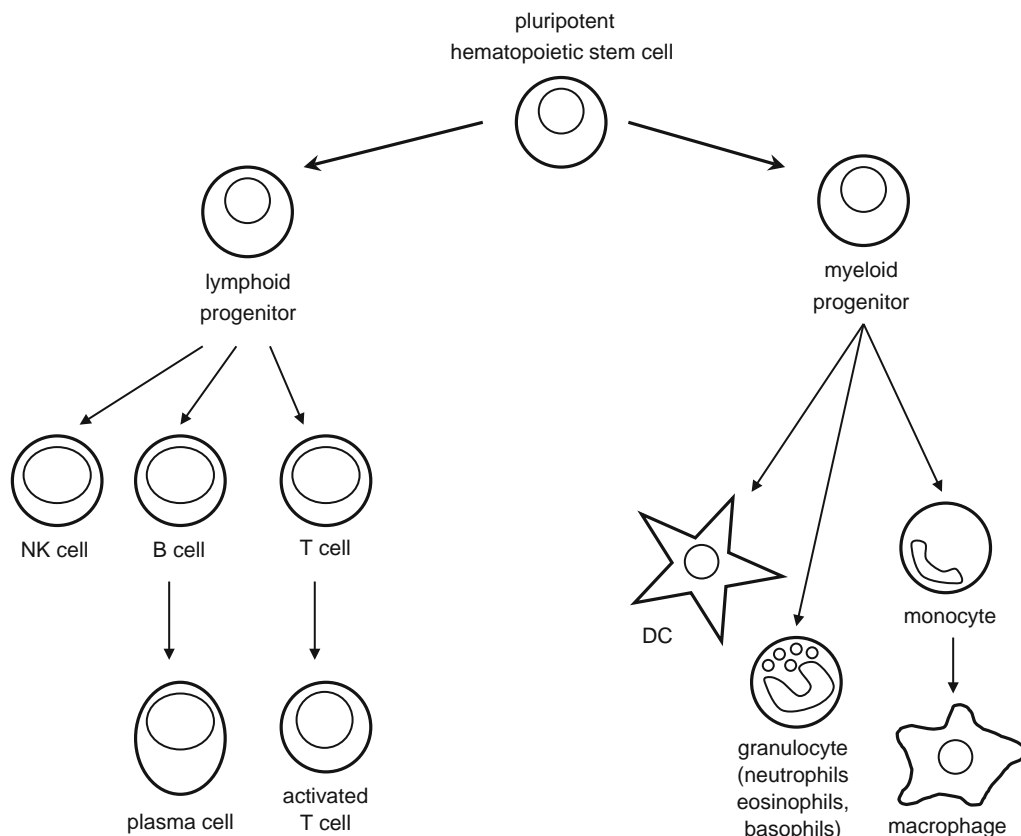 pluripotent
hematopoietic stem cell
lymphoid
progenitor
myeloid
progenitor
NK cell
B cell
T cell
DC
monocyte
plasma cell
activated
T cell
granulocyte
(neutrophils
eosinophils,
basophils)
macrophage